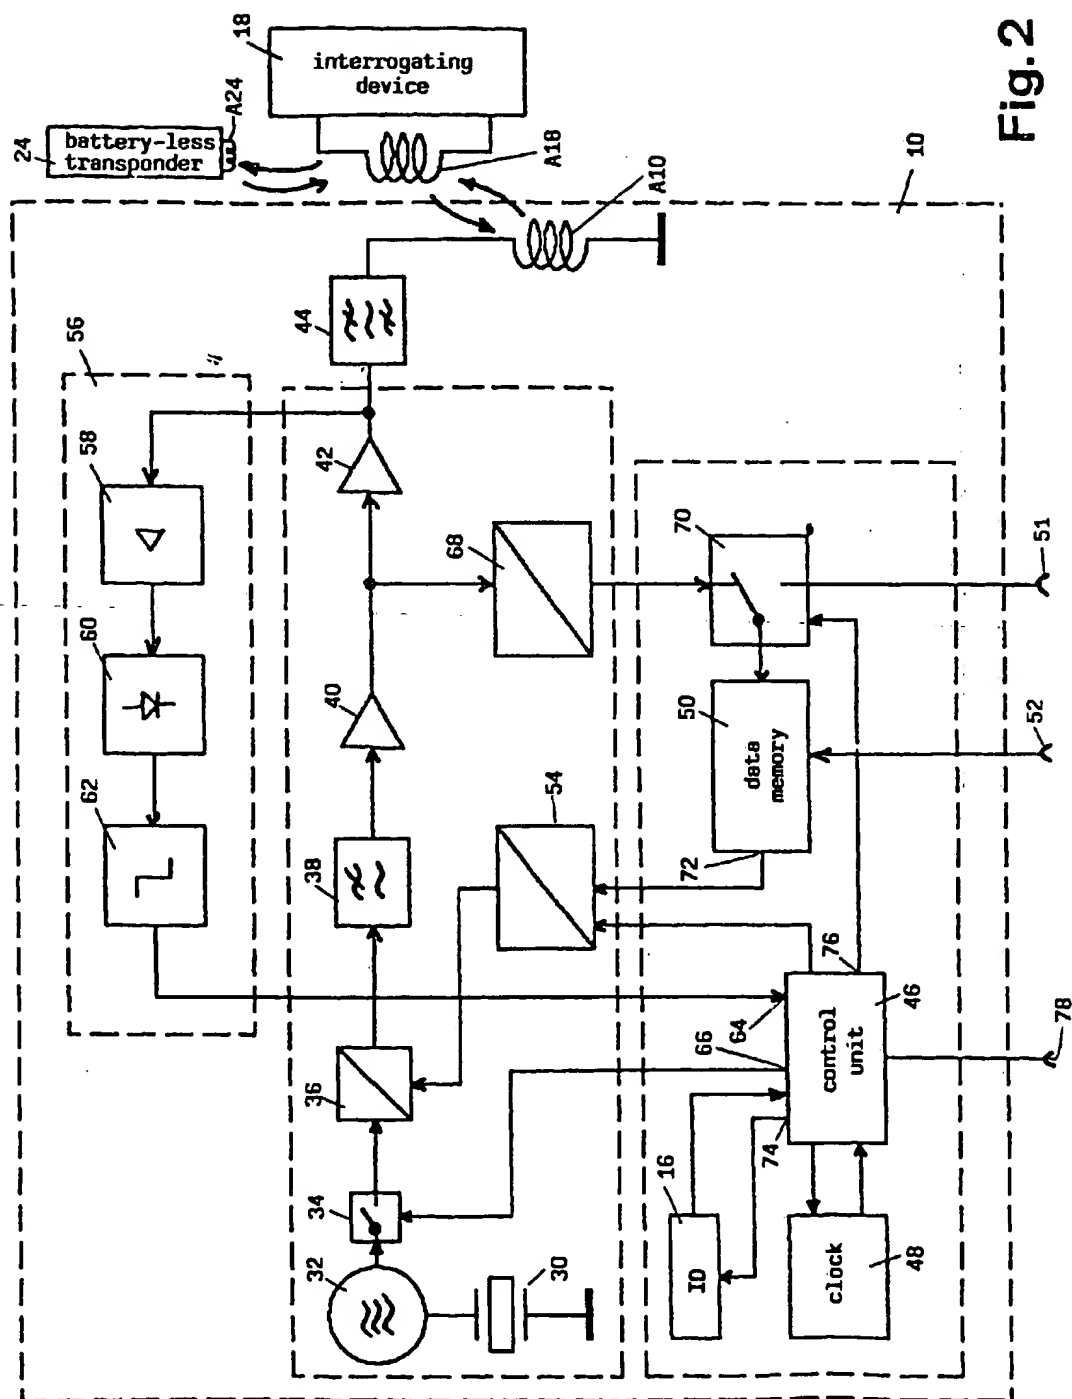 Fig. 2
18
interrogating
device
24
battery-less
transponder
A24
A18
A10
10
56
44
58
42
68
70
51
60
40
50
data
memory
52
62
38
54
72
76
46
control
unit
64
66
78
36
74
16
34
ID
32
30
clock
48